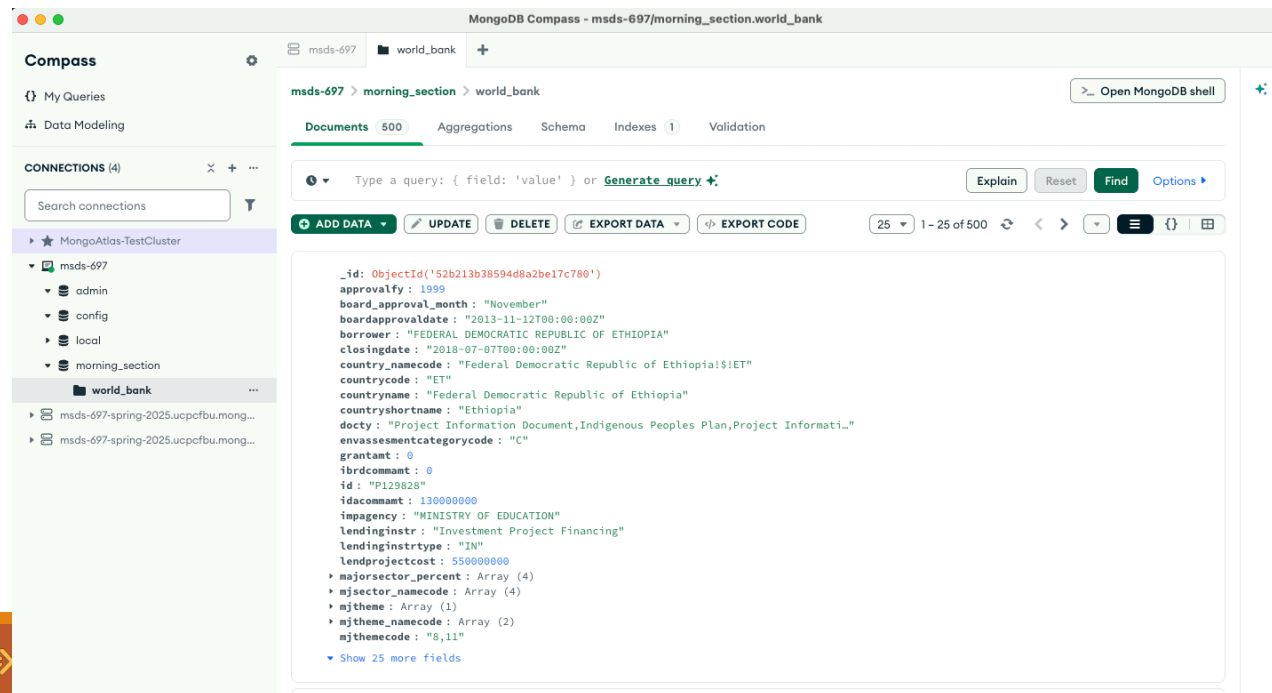 MongoDB Compass - msds-697/morning_section.world_bank
Compass
{} My Queries
Data Modeling
CONNECTIONS (4)
Search connections
MongoAtlas-TestCluster
msds-697
admin
config
local
morning_section
world_bank
msds-697-spring-2025.ucpcfbu.mong...
msds-697-spring-2025.ucpcfbu.mong...
msds-697
world_bank
msds-697 > morning_section > world_bank
>_ Open MongoDB shell
Documents 500 Aggregations Schema Indexes 1 Validation
Type a query: { field: 'value' } or Generate query
Explain Reset Find Options
ADD DATA UPDATE DELETE EXPORT DATA </> EXPORT CODE 25 1 – 25 of 500 {}
_id: ObjectId('52b213b38594d8a2be17c780')
approvalfy : 1999
board_approval_month : "November"
boardapprovaldate : "2013-11-12T00:00:00Z"
borrower : "FEDERAL DEMOCRATIC REPUBLIC OF ETHIOPIA"
closingdate : "2018-07-07T00:00:00Z"
country_namecode : "Federal Democratic Republic of Ethiopia!$!ET"
countrycode : "ET"
countryname : "Federal Democratic Republic of Ethiopia"
countryshortname : "Ethiopia"
docty : "Project Information Document,Indigenous Peoples Plan,Project Informati…"
envassesmentcategorycode : "C"
grantamt : 0
ibrdcommamt : 0
id : "P129828"
idacommamt : 130000000
impagency : "MINISTRY OF EDUCATION"
lendinginstr : "Investment Project Financing"
lendinginstrtype : "IN"
lendprojectcost : 550000000
majorsector_percent : Array (4)
mjsector_namecode : Array (4)
mjtheme : Array (1)
mjtheme_namecode : Array (2)
mjthemecode : "8,11"
Show 25 more fields